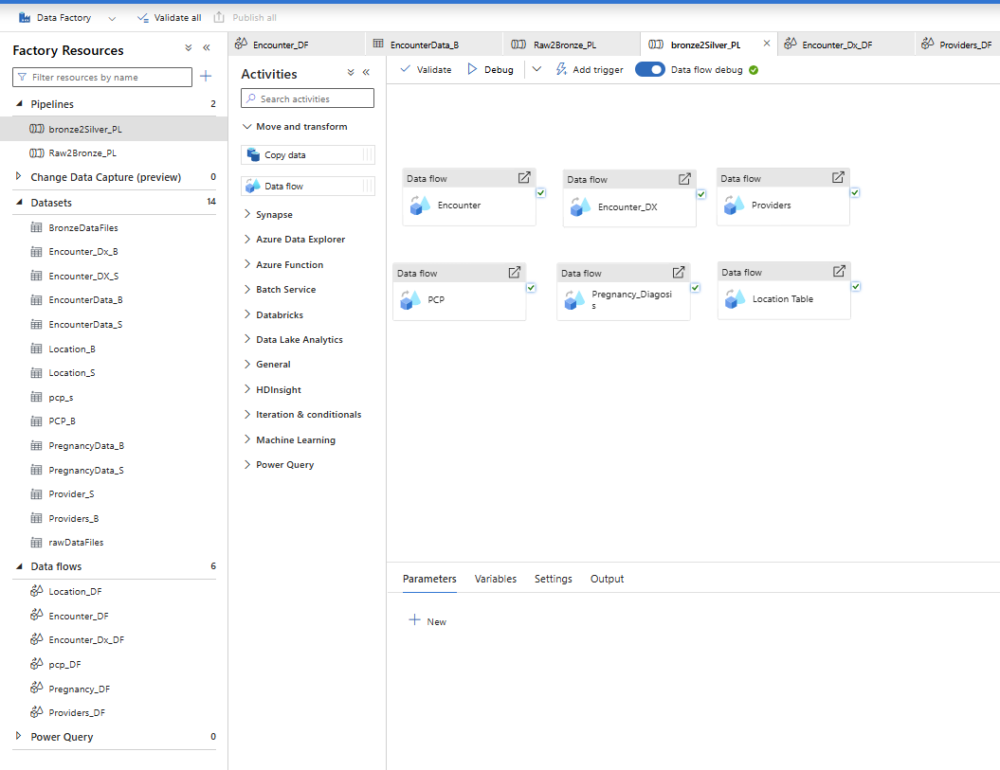 Data Factory
Validate all
Publish all
Factory Resources
Filter resources by name
Pipelines 2
bronze2Silver_PL
Raw2Bronze_PL
Change Data Capture (preview) 0
Datasets 14
BronzeDataFiles
Encounter_Dx_B
Encounter_DX_S
EncounterData_B
EncounterData_S
Location_B
Location_S
pcp_s
PCP_B
PregnancyData_B
PregnancyData_S
Provider_S
Providers_B
rawDataFiles
Data flows 6
Location_DF
Encounter_DF
Encounter_Dx_DF
pcp_DF
Pregnancy_DF
Providers_DF
Power Query 0
Encounter_DF
EncounterData_B
Raw2Bronze_PL
bronze2Silver_PL
Encounter_Dx_DF
Providers_DF
Activities
Search activities
Move and transform
Copy data
Data flow
Synapse
Azure Data Explorer
Azure Function
Batch Service
Databricks
Data Lake Analytics
General
HDInsight
Iteration & conditionals
Machine Learning
Power Query
Validate
Debug
Add trigger
Data flow debug
Data flow
Encounter
Data flow
Encounter_DX
Data flow
Providers
Data flow
PCP
Data flow
Pregnancy_Diagosi
s
Data flow
Location Table
Parameters
Variables
Settings
Output
New